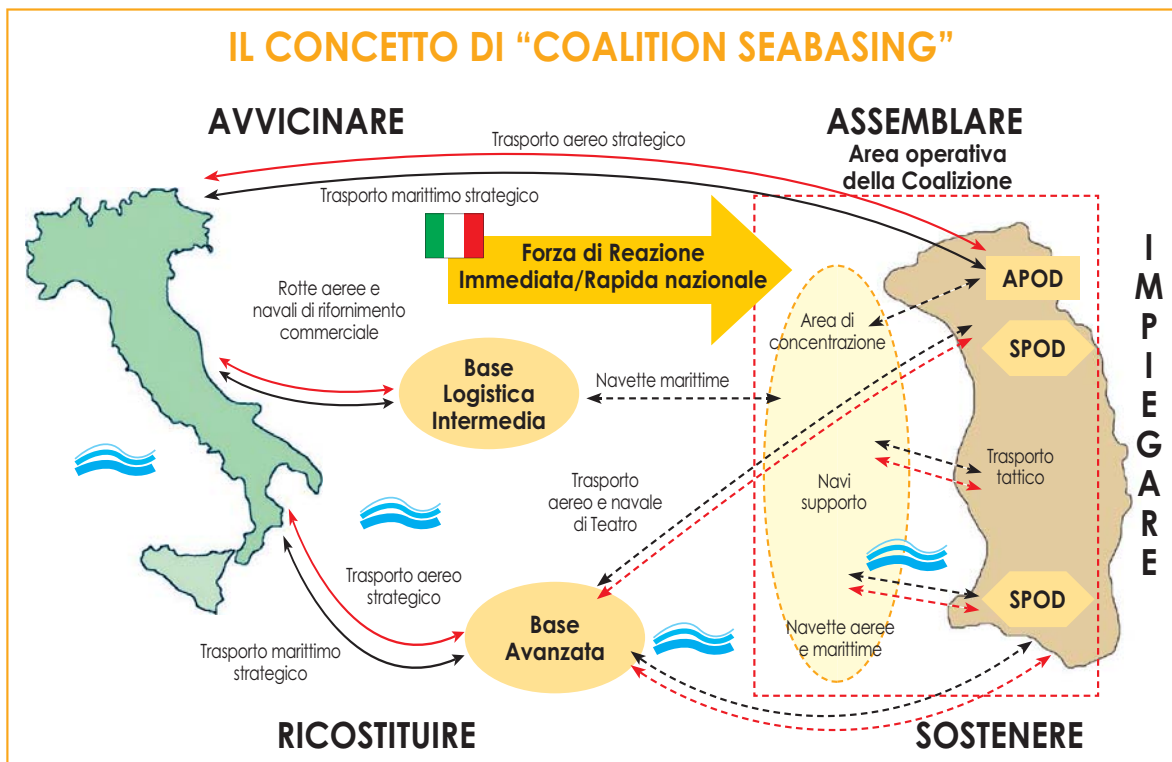 IL CONCETTO DI “COALITION SEABASING”
AVVICINARE
ASSEMBLARE
Area operativa
della Coalizione
Trasporto aereo strategico
Trasporto marittimo strategico
Forza di Reazione
Immediata/Rapida nazionale
Rotte aeree e
navali di rifornimento
commerciale
Base
Logistica
Intermedia
Navette marittime
Area di
concentrazione
APOD
SPOD
IMPIEGARE
Trasporto
aereo e navale
di Teatro
Navi
supporto
Trasporto
tattico
Trasporto aereo
strategico
Trasporto marittimo
strategico
Base
Avanzata
Navette aeree
e marittime
SPOD
RICOSTITUIRE
SOSTENERE